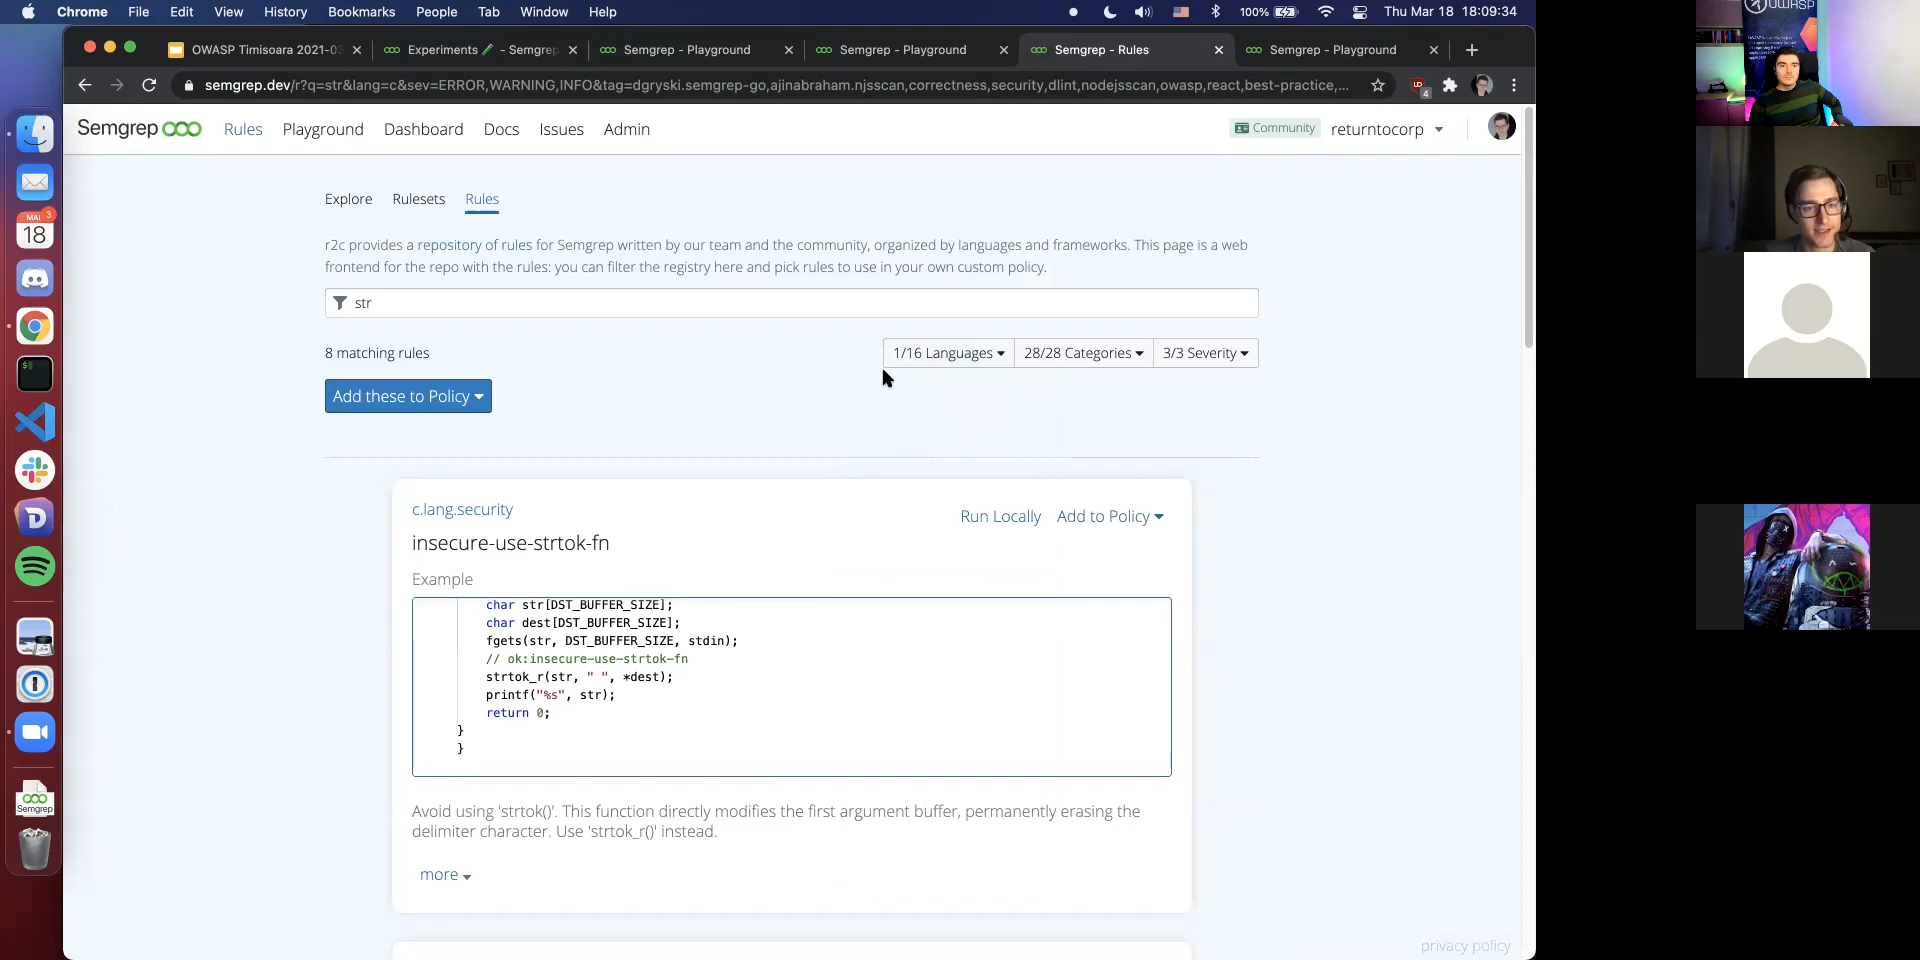 Chrome File Edit View History Bookmarks People Tab Window Help 100% Thu Mar 18 18:09:34
OWASP Timisoara 2021-03
Experiments - Semgrep
Semgrep - Playground
Semgrep - Playground
Semgrep - Rules
Semgrep - Playground
semgrep.dev/r?q=str&lang=c&sev=ERROR,WARNING,INFO&tag=dgryski.semgrep-go,ajinabraham.njsscan,correctness,security,dlint,nodejsscan,owasp,react,best-practice,...
4
Semgrep Rules Playground Dashboard Docs Issues Admin Community returntocorp
Explore Rulesets Rules
r2c provides a repository of rules for Semgrep written by our team and the community, organized by languages and frameworks. This page is a web
frontend for the repo with the rules: you can filter the registry here and pick rules to use in your own custom policy.
str
8 matching rules
1/16 Languages 28/28 Categories 3/3 Severity
Add these to Policy
c.lang.security
Run Locally Add to Policy
insecure-use-strtok-fn
Example
char str[DST_BUFFER_SIZE];
char dest[DST_BUFFER_SIZE];
fgets(str, DST_BUFFER_SIZE, stdin);
// ok:insecure-use-strtok-fn
strtok_r(str, " ", *dest);
printf("%s", str);
return 0;
}
}
Avoid using 'strtok()'. This function directly modifies the first argument buffer, permanently erasing the
delimiter character. Use 'strtok_r()' instead.
more
privacy policy
MAI 3
18
Semgrep
OWASP